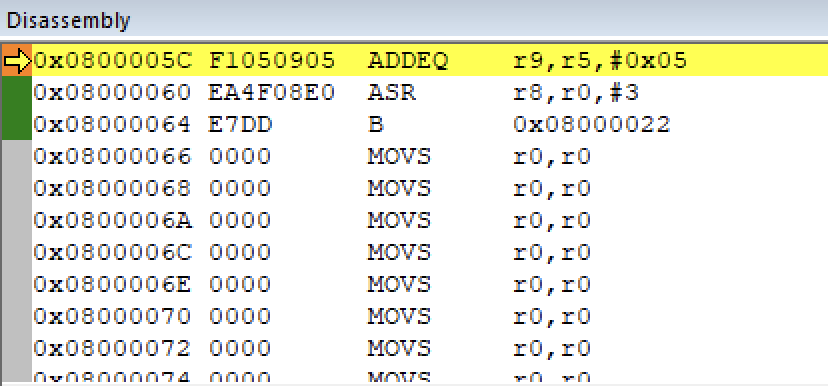 Disassembly
0x0800005C F1050905 ADDEQ r9,r5,#0x05
0x08000060 EA4F08E0 ASR r8,r0,#3
0x08000064 E7DD B 0x08000022
0x08000066 0000 MOVS r0,r0
0x08000068 0000 MOVS r0,r0
0x0800006A 0000 MOVS r0,r0
0x0800006C 0000 MOVS r0,r0
0x0800006E 0000 MOVS r0,r0
0x08000070 0000 MOVS r0,r0
0x08000072 0000 MOVS r0,r0
0x08000074 0000 MOVS r0,r0